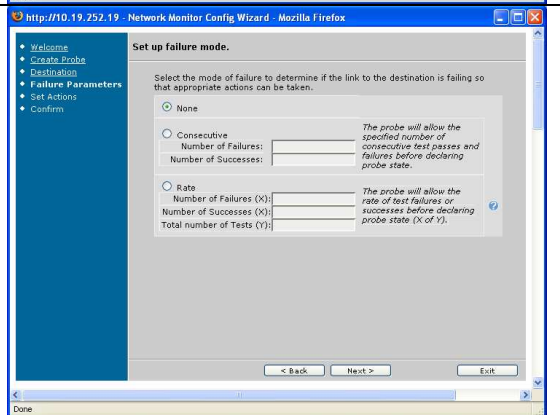 http://10.19.252.19 - Network Monitor Config Wizard - Mozilla Firefox
Welcome
Create Probe
Destination
Failure Parameters
Set Actions
Confirm
Set up failure mode.
Select the mode of failure to determine if the link to the destination is failing so
that appropriate actions can be taken.
None
Consecutive
Number of Failures:
Number of Successes:
The probe will allow the
specified number of
consecutive test passes and
failures before declaring
probe state.
Rate
Number of Failures (X):
Number of Successes (X):
Total number of Tests (Y):
The probe will allow the
rate of test failures or
successes before declaring
probe state (X of Y).
?
< Back
Next >
Exit
Done